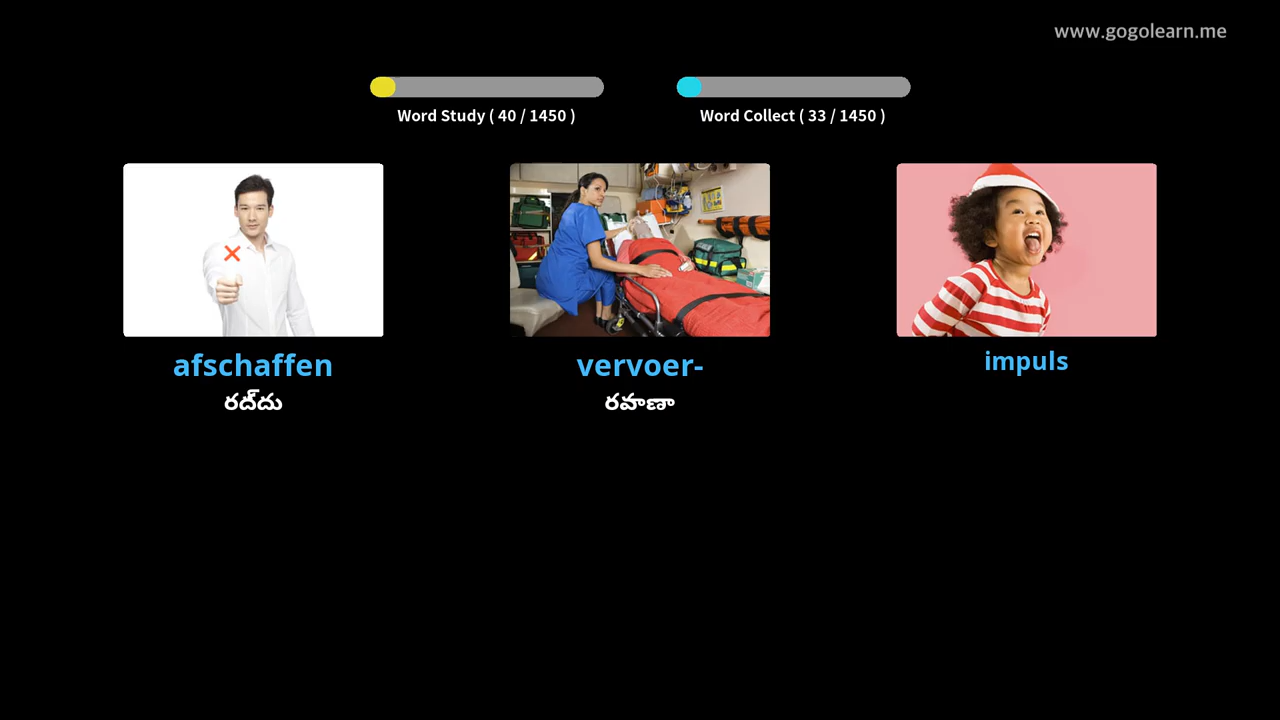 www.gogolearn.me
Word Study ( 40 / 1450 )
Word Collect ( 33 / 1450 )
afschaffen
vervoer-
impuls
రద్దు
రవాణా